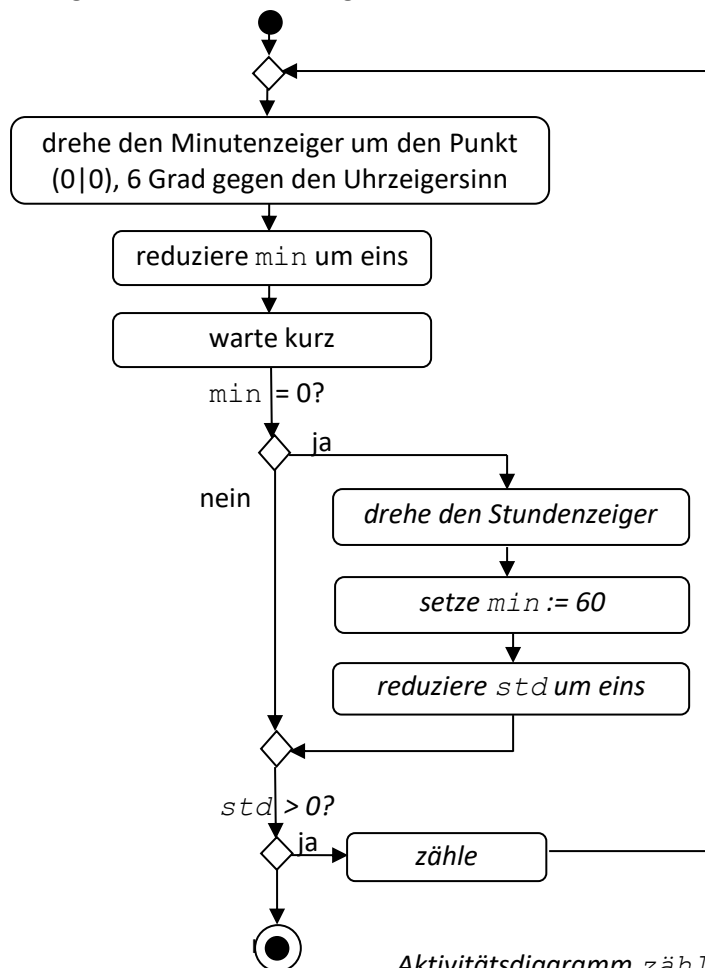 drehe den Minutenzeiger um den Punkt
(0|0), 6 Grad gegen den Uhrzeigersinn
reduziere min um eins
warte kurz
min = 0?
ja
nein
drehe den Stundenzeiger
setze min := 60
reduziere std um eins
std > 0?
ja
zähle
Aktivitätsdiagramm